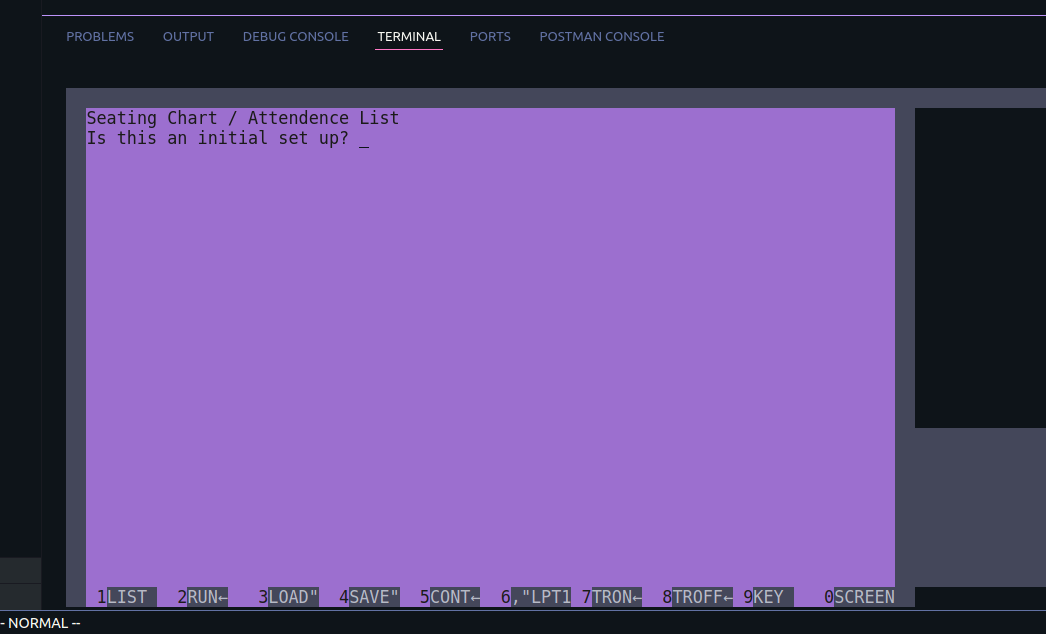 PROBLEMS OUTPUT DEBUG CONSOLE TERMINAL PORTS POSTMAN CONSOLE
Seating Chart / Attendence List
Is this an initial set up? _
1LIST 2RUN← 3LOAD" 4SAVE" 5CONT← 6,"LPT1 7TRON← 8TROFF← 9KEY 0SCREEN
- NORMAL --